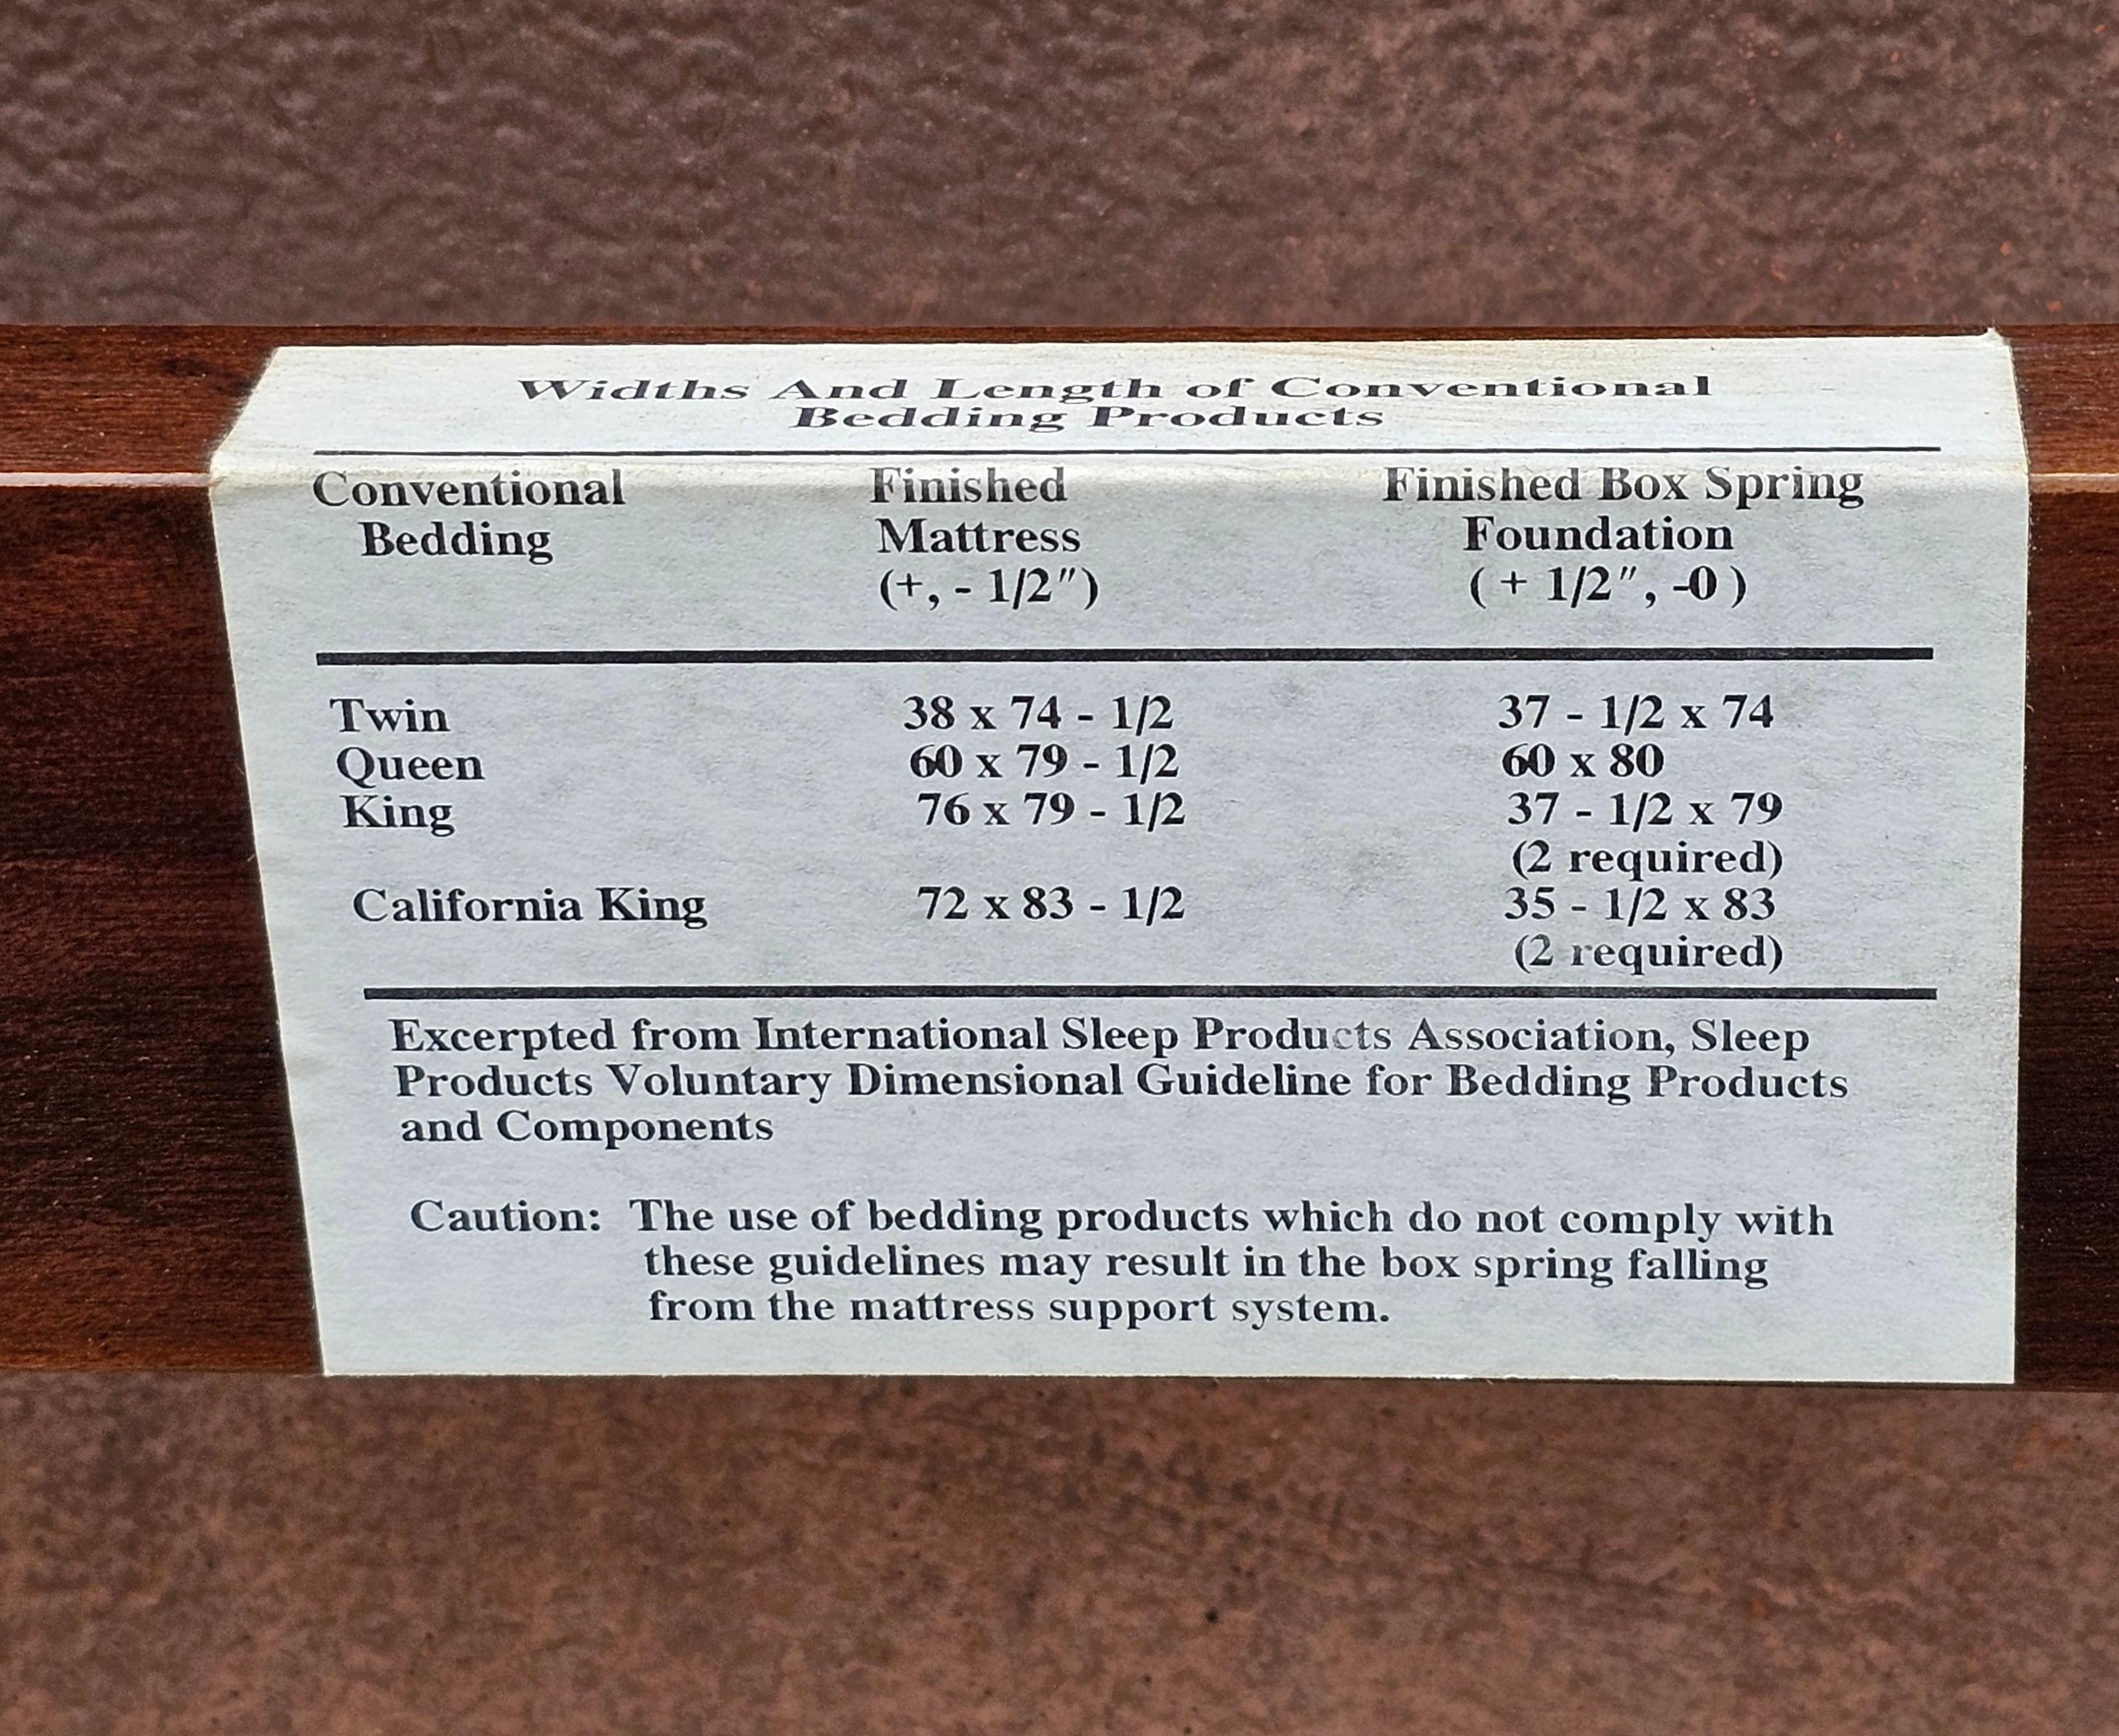 Widths And Length of Conventional
Bedding Products
Conventional Finished Finished Box Spring
Bedding Mattress Foundation
(+, - 1/2") ( + 1/2", -0 )
Twin 38 x 74 - 1/2 37 - 1/2 x 74
Queen 60 x 79 - 1/2 60 x 80
King 76 x 79 - 1/2 37 - 1/2 x 79
(2 required)
California King 72 x 83 - 1/2 35 - 1/2 x 83
(2 required)
Excerpted from International Sleep Products Association, Sleep
Products Voluntary Dimensional Guideline for Bedding Products
and Components
Caution: The use of bedding products which do not comply with
these guidelines may result in the box spring falling
from the mattress support system.